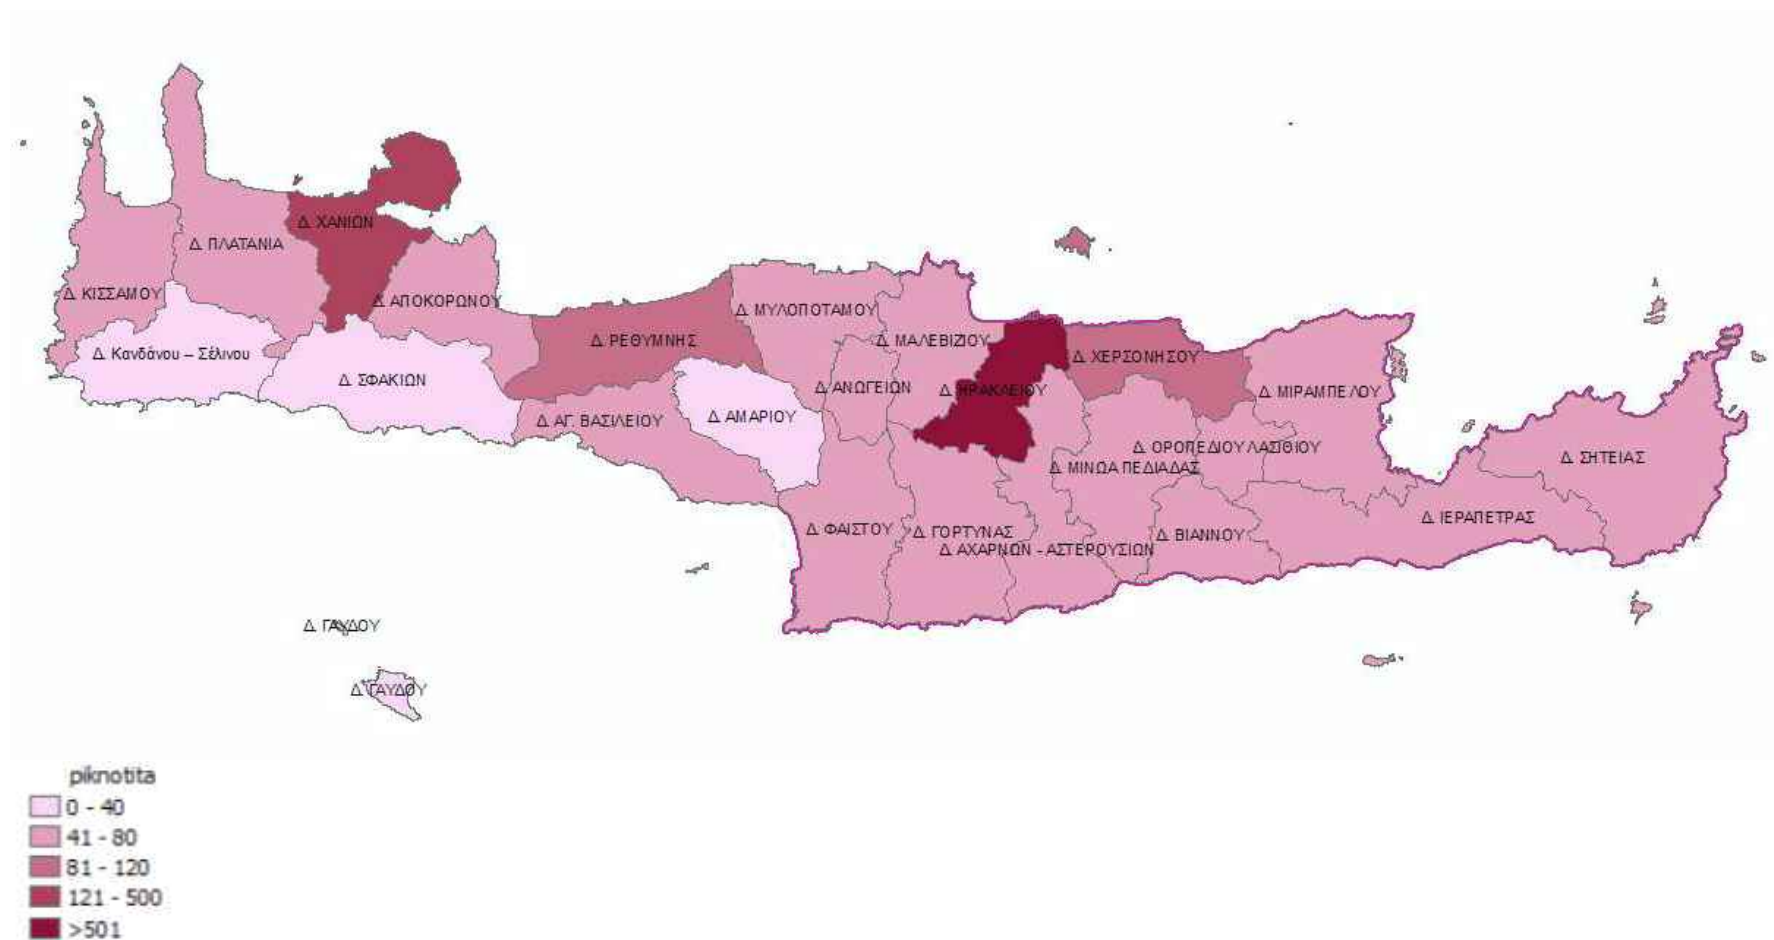 Δ. ΧΑΝΙΩΝ
Δ. ΠΛΑΤΑΝΙΑ
Δ. ΚΙΣΣΑΜΟΥ
Δ. ΑΠΟΚΟΡΩΝΟΥ
Δ. ΜΥΛΟΠΟΤΑΜΟΥ
Δ. ΡΕΘΥΜΝΗΣ
Δ. ΜΑΛΕΒΙΖΙΟΥ
Δ. Κανδάνου – Σέλινου
Δ. ΧΕΡΣΟΝΗΣΟΥ
Δ. ΣΦΑΚΙΩΝ
Δ. ΑΝΩΓΕΙΩΝ
Δ. ΗΡΑΚΛΕΙΟΥ
Δ. ΜΙΡΑΜΠΕΛΟΥ
Δ. ΑΓ. ΒΑΣΙΛΕΙΟΥ
Δ. ΑΜΑΡΙΟΥ
Δ. ΟΡΟΠΕΔΙΟΥ ΛΑΣΙΘΙΟΥ
Δ. ΣΗΤΕΙΑΣ
Δ. ΜΙΝΩΑ ΠΕΔΙΑΔΑΣ
Δ. ΙΕΡΑΠΕΤΡΑΣ
Δ. ΦΑΙΣΤΟΥ
Δ. ΓΟΡΤΥΝΑΣ
Δ. ΒΙΑΝΝΟΥ
Δ. ΑΧΑΡΝΩΝ - ΑΣΤΕΡΟΥΣΙΩΝ
Δ. ΓΑΥΔΟΥ
Δ. ΓΑΥΔΟΥ
piknotita
0 - 40
41 - 80
81 - 120
121 - 500
>501